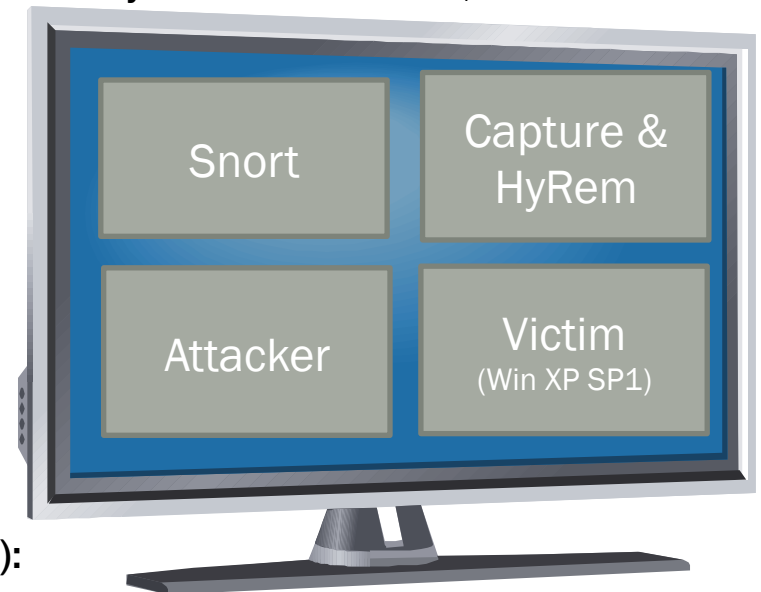 Snort
Capture &
HyRem
Attacker
Victim
(Win XP SP1)
):